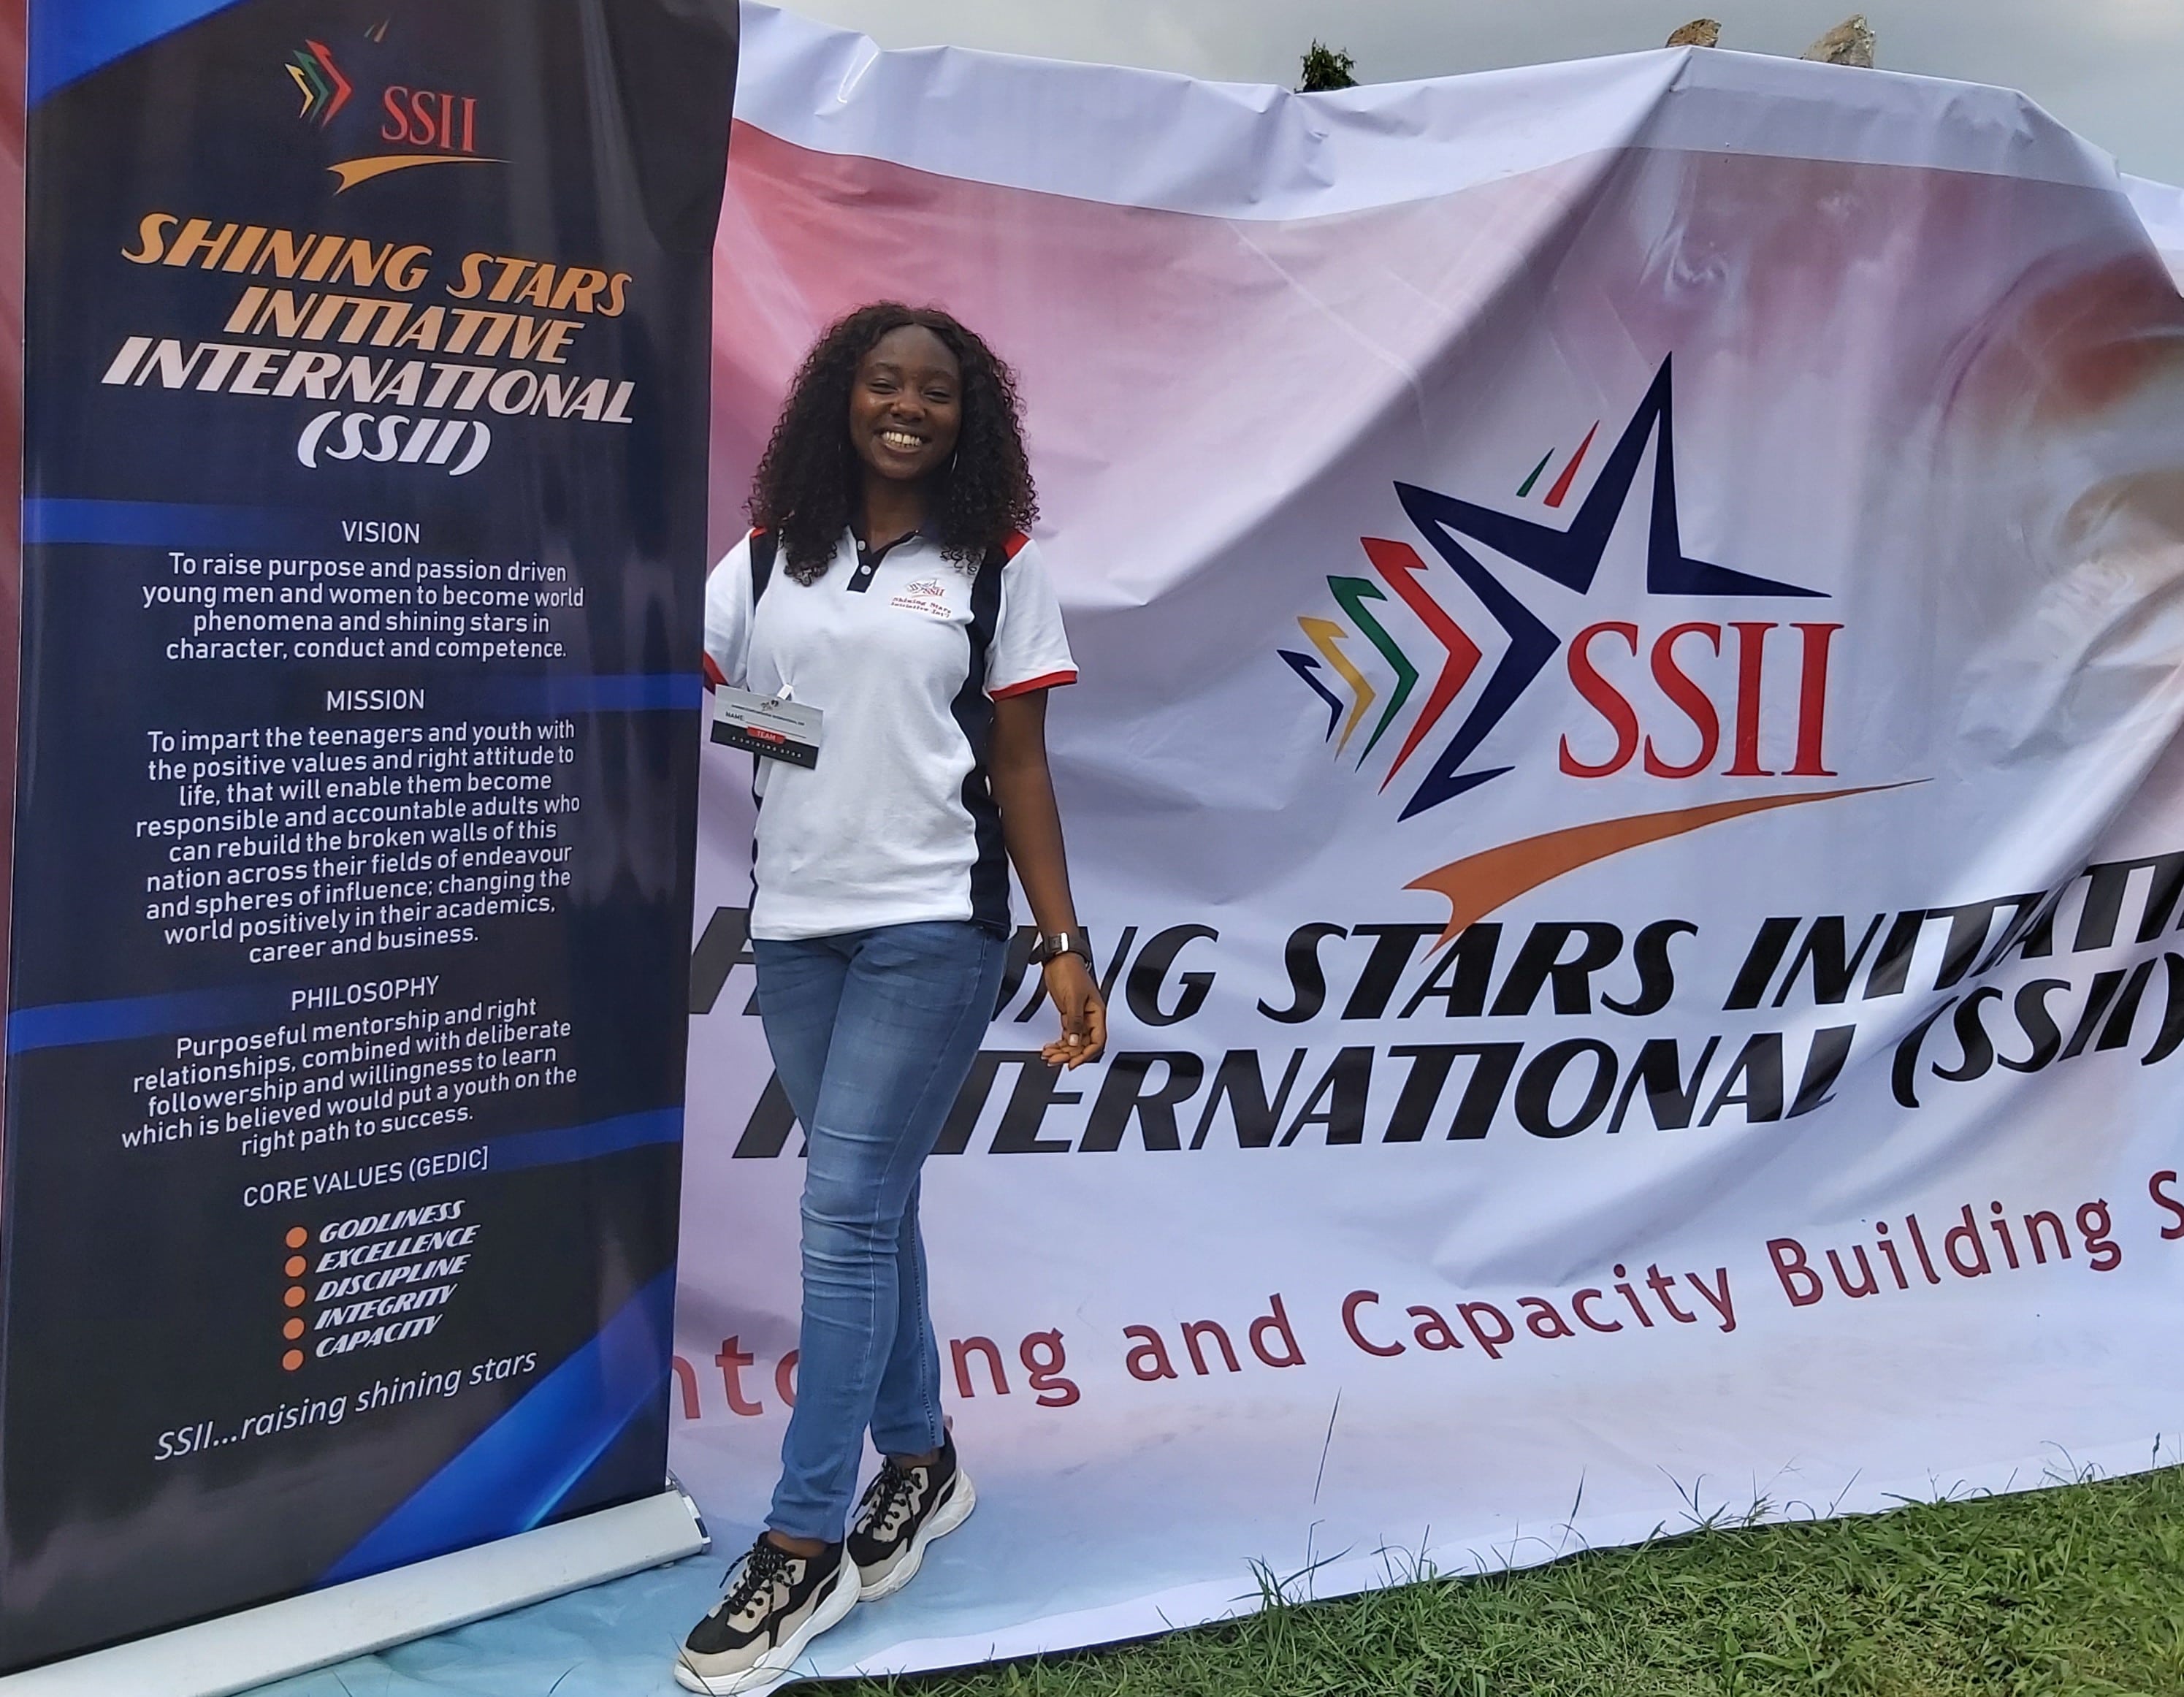 SSII
SHINING STARS
INITIATIVE
INTERNATIONAL
(SSII)
VISION
To raise purpose and passion driven
young men and women to become world
phenomena and shining stars in
character, conduct and competence.
MISSION
To impart the teenagers and youth with
the positive values and right attitude to
life, that will enable them become
responsible and accountable adults who
can rebuild the broken walls of this
nation across their fields of endeavour
and spheres of influence; changing the
world positively in their academics,
career and business.
PHILOSOPHY
Purposeful mentorship and right
relationships, combined with deliberate
followership and willingness to learn
which is believed would put a youth on the
right path to success.
CORE VALUES (GEDIC]
GODLINESS
EXCELLENCE
DISCIPLINE
INTEGRITY
CAPACITY
SSII...raising shining stars
SSII
Shining Stars
Initiative Int'l
NAME:
TEAM
SSII
NING STARS INITIATI
INTERNATIONAL (SSII)
ntoring and Capacity Building S